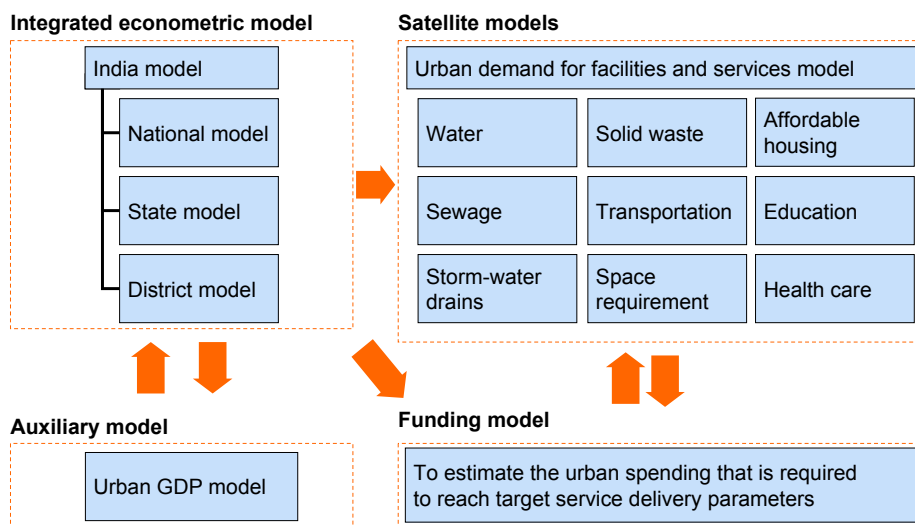 Integrated econometric model
India model
National model
State model
District model
Satellite models
Urban demand for facilities and services model
Water
Solid waste
Affordable
housing
Sewage
Transportation
Education
Storm-water
drains
Space
requirement
Health care
Auxiliary model
Urban GDP model
Funding model
To estimate the urban spending that is required
to reach target service delivery parameters